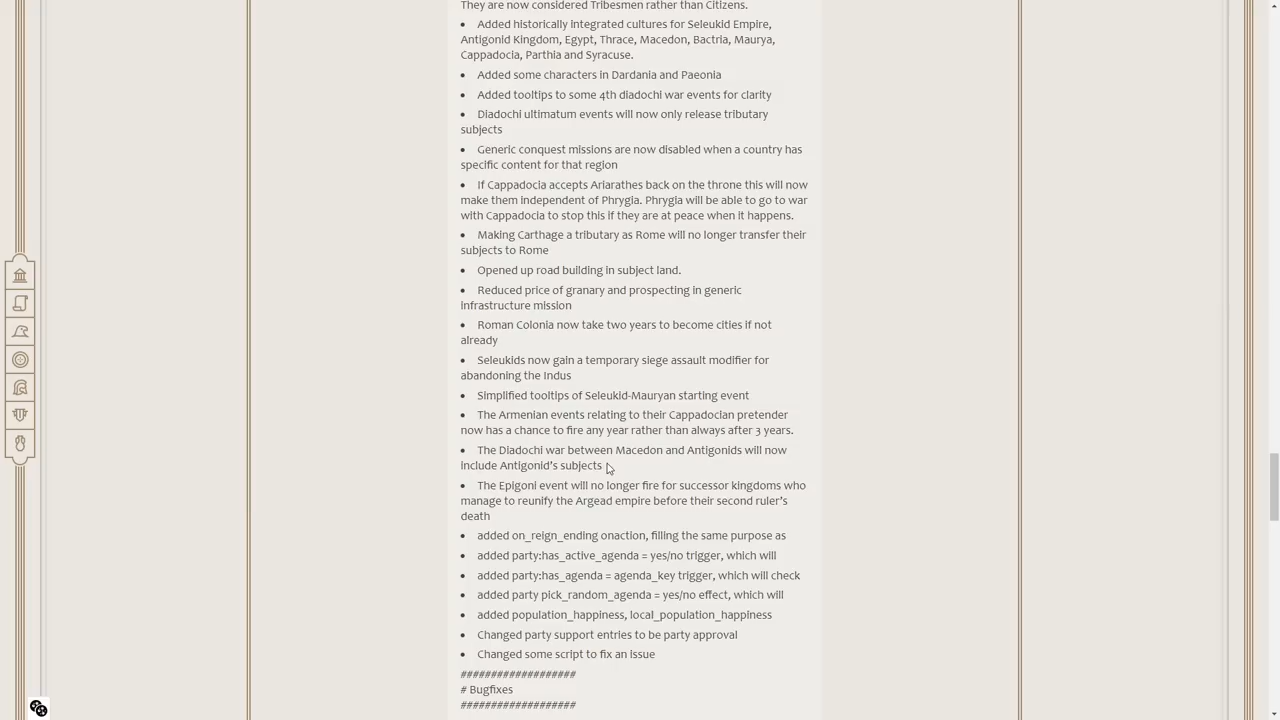 They are now considered Tribesmen rather than Citizens.
• Added historically integrated cultures for Seleukid Empire,
Antigonid Kingdom, Egypt, Thrace, Macedon, Bactria, Maurya,
Cappadocia, Parthia and Syracuse.
• Added some characters in Dardania and Paeonia
• Added tooltips to some 4th diadochi war events for clarity
• Diadochi ultimatum events will now only release tributary
subjects
• Generic conquest missions are now disabled when a country has
specific content for that region
• If Cappadocia accepts Ariarathes back on the throne this will now
make them independent of Phrygia. Phrygia will be able to go to war
with Cappadocia to stop this if they are at peace when it happens.
• Making Carthage a tributary as Rome will no longer transfer their
subjects to Rome
• Opened up road building in subject land.
• Reduced price of granary and prospecting in generic
infrastructure mission
• Roman Colonia now take two years to become cities if not
already
• Seleukids now gain a temporary siege assault modifier for
abandoning the Indus
• Simplified tooltips of Seleukid-Mauryan starting event
• The Armenian events relating to their Cappadocian pretender
now has a chance to fire any year rather than always after 3 years.
• The Diadochi war between Macedon and Antigonids will now
include Antigonid’s subjects
• The Epigoni event will no longer fire for successor kingdoms who
manage to reunify the Argead empire before their second ruler’s
death
• added on_reign_ending onaction, filling the same purpose as
• added party:has_active_agenda = yes/no trigger, which will
• added party:has_agenda = agenda_key trigger, which will check
• added party pick_random_agenda = yes/no effect, which will
• added population_happiness, local_population_happiness
• Changed party support entries to be party approval
• Changed some script to fix an issue
###################
# Bugfixes
###################